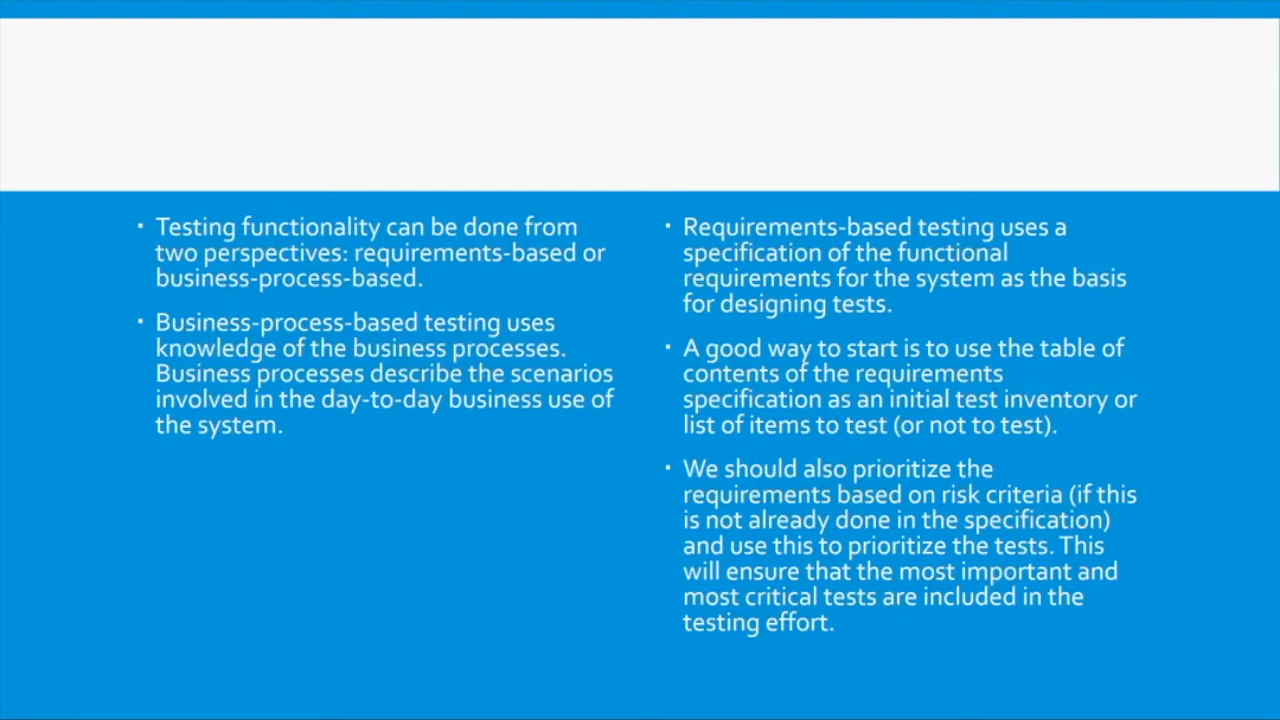 ▪ Testing functionality can be done from
two perspectives: requirements-based or
business-process-based.
▪ Business-process-based testing uses
knowledge of the business processes.
Business processes describe the scenarios
involved in the day-to-day business use of
the system.
▪ Requirements-based testing uses a
specification of the functional
requirements for the system as the basis
for designing tests.
▪ A good way to start is to use the table of
contents of the requirements
specification as an initial test inventory or
list of items to test (or not to test).
▪ We should also prioritize the
requirements based on risk criteria (if this
is not already done in the specification)
and use this to prioritize the tests. This
will ensure that the most important and
most critical tests are included in the
testing effort.